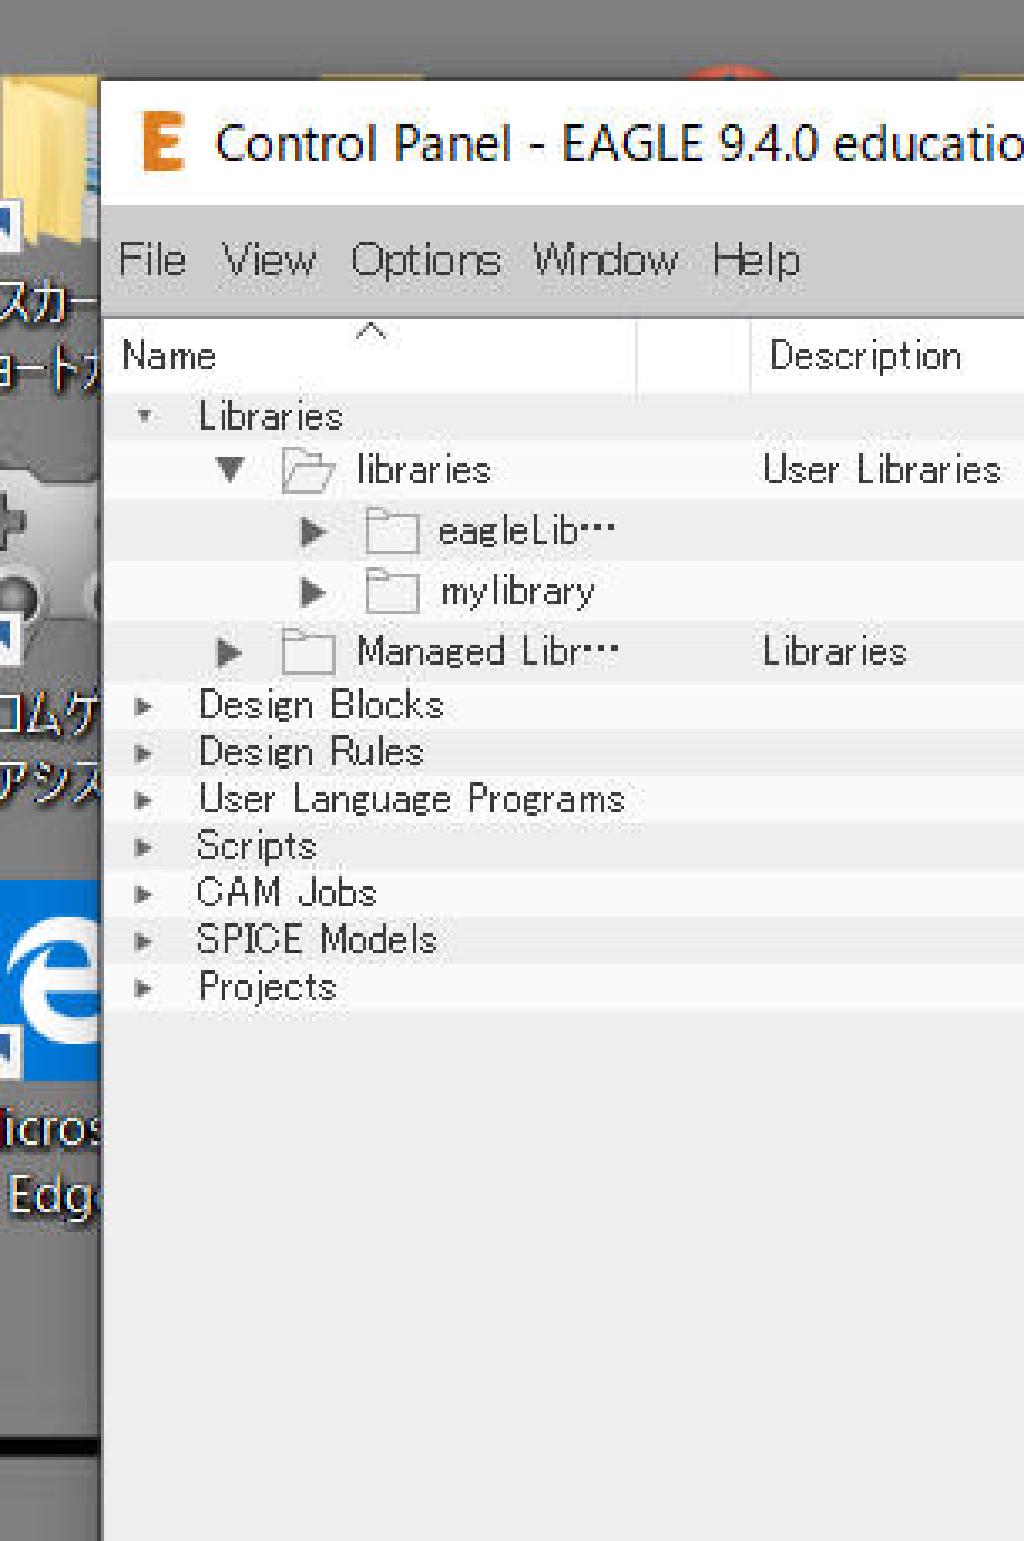 Control Panel - EAGLE 9.4.0 educatio
File View Options Window Help
Name Description
Libraries
libraries User Libraries
eagleLib…
mylibrary
Managed Libr… Libraries
Design Blocks
Design Rules
User Language Programs
Scripts
CAM Jobs
SPICE Models
Projects
スカー
ョートカ
コムゲ
アシス
icros
Edge